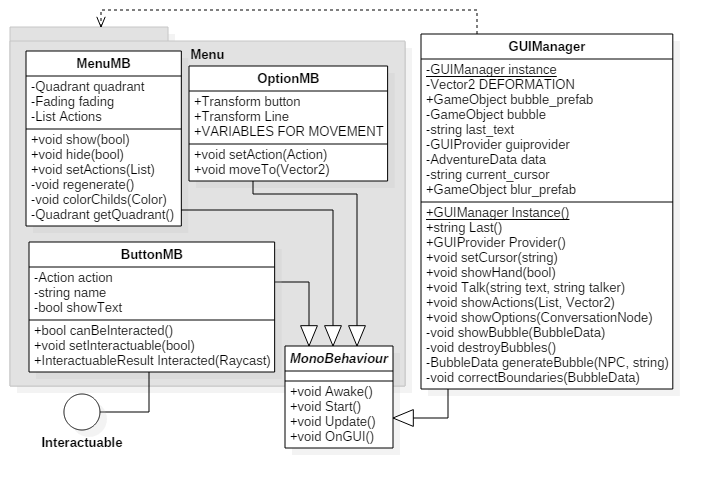 Menu
MenuMB
-Quadrant quadrant
-Fading fading
-List Actions
+void show(bool)
+void hide(bool)
+void setActions(List)
-void regenerate()
-void colorChilds(Color)
-Quadrant getQuadrant()
OptionMB
+Transform button
+Transform Line
+VARIABLES FOR MOVEMENT
+void setAction(Action)
+void moveTo(Vector2)
ButtonMB
-Action action
-string name
-bool showText
+bool canBeInteracted()
+void setInteractuable(bool)
+InteractuableResult Interacted(Raycast)
Interactuable
MonoBehaviour
+void Awake()
+void Start()
+void Update()
+void OnGUI()
GUIManager
-GUIManager instance
-Vector2 DEFORMATION
+GameObject bubble_prefab
-GameObject bubble
-string last_text
-GUIProvider guiprovider
-AdventureData data
-string current_cursor
+GameObject blur_prefab
+GUIManager Instance()
+string Last()
+GUIProvider Provider()
+void setCursor(string)
+void showHand(bool)
+void Talk(string text, string talker)
+void showActions(List, Vector2)
+void showOptions(ConversationNode)
-void showBubble(BubbleData)
-void destroyBubbles()
-BubbleData generateBubble(NPC, string)
-void correctBoundaries(BubbleData)